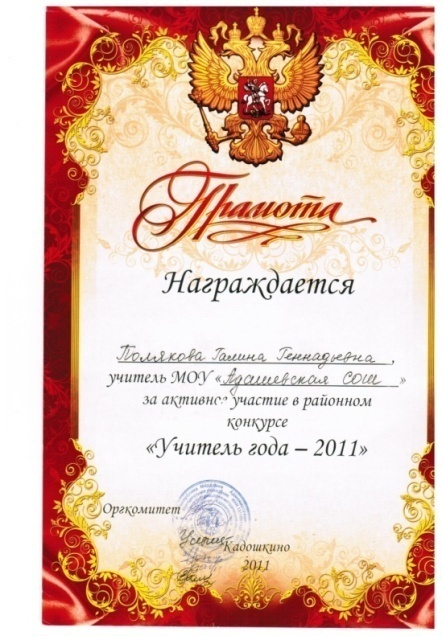 Грамота
Награждается
Полякова Галина Геннадьевна,
учитель МОУ «Адашевская СОШ»
за активное участие в районном
конкурсе
«Учитель года – 2011»
Оргкомитет
Кадошкино
2011